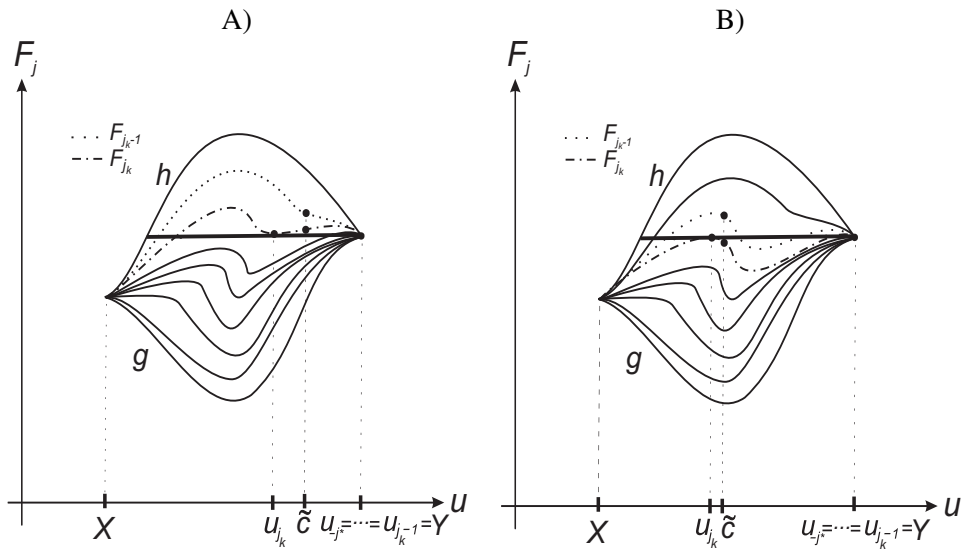 A)
F_j
..... F_{j_k-1}
-·-·- F_{j_k}
h
g
X
u_{j_k}
c̃
u_{-j*}=...=u_{j_k-1}=Y
u
B)
F_j
..... F_{j_k-1}
-·-·- F_{j_k}
h
g
X
u_{j_k}
c̃
u_{-j*}=...=u_{j_k-1}=Y
u